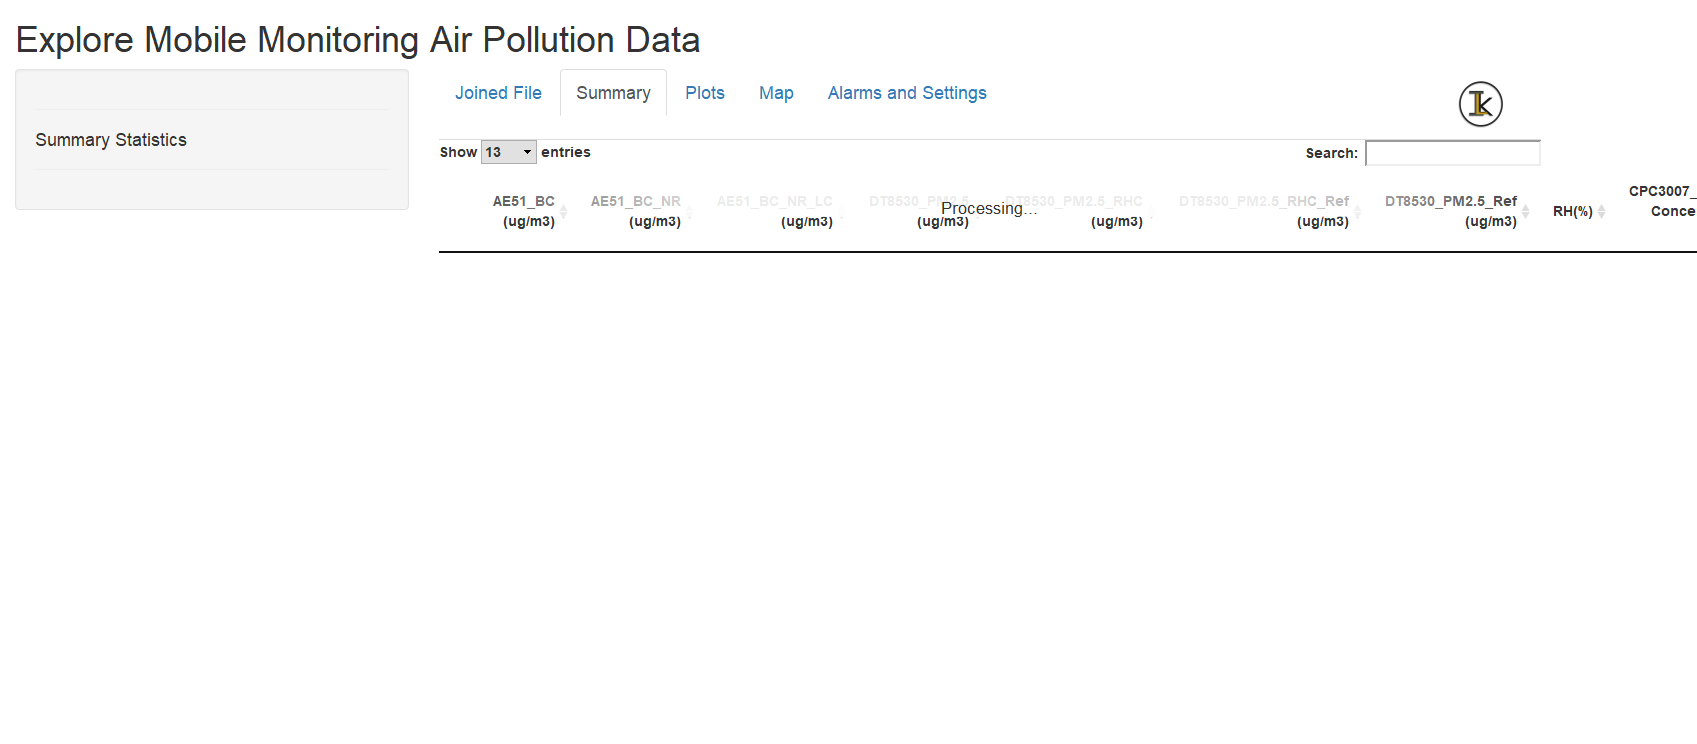 Explore Mobile Monitoring Air Pollution Data
Joined File Summary Plots Map Alarms and Settings
Summary Statistics
Show 13 entries Search:
AE51_BC (ug/m3)
AE51_BC_NR (ug/m3)
AE51_BC_NR_LC (ug/m3)
DT8530_PM2.5 (ug/m3)
Processing...
DT8530_PM2.5_RHC (ug/m3)
DT8530_PM2.5_RHC_Ref (ug/m3)
DT8530_PM2.5_Ref (ug/m3)
RH(%)
CPC3007_
Conce